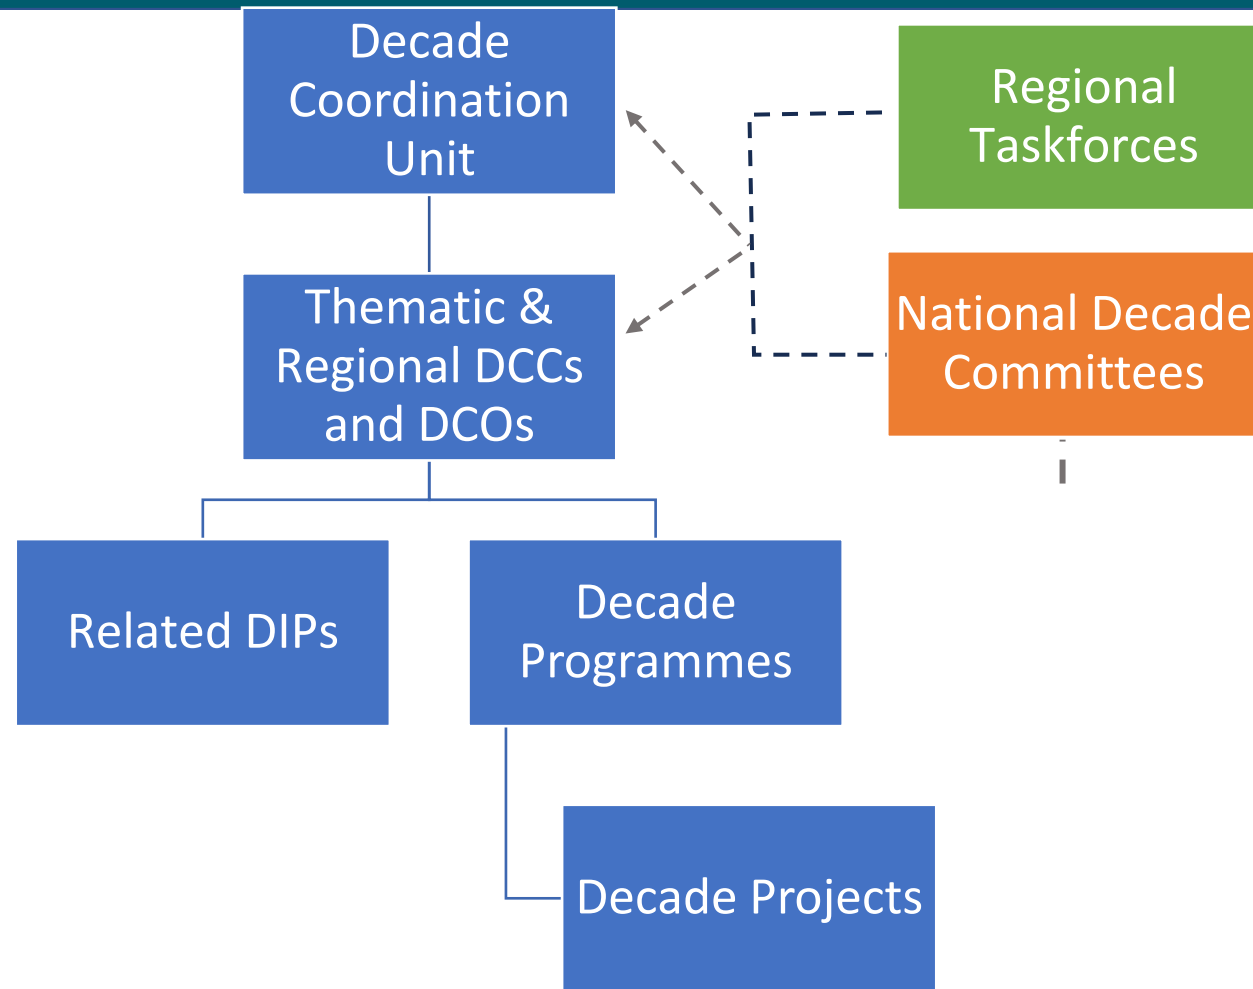 Decade
Coordination
Unit
Regional
Taskforces
Thematic &
Regional DCCs
and DCOs
National Decade
Committees
Related DIPs
Decade
Programmes
Decade Projects